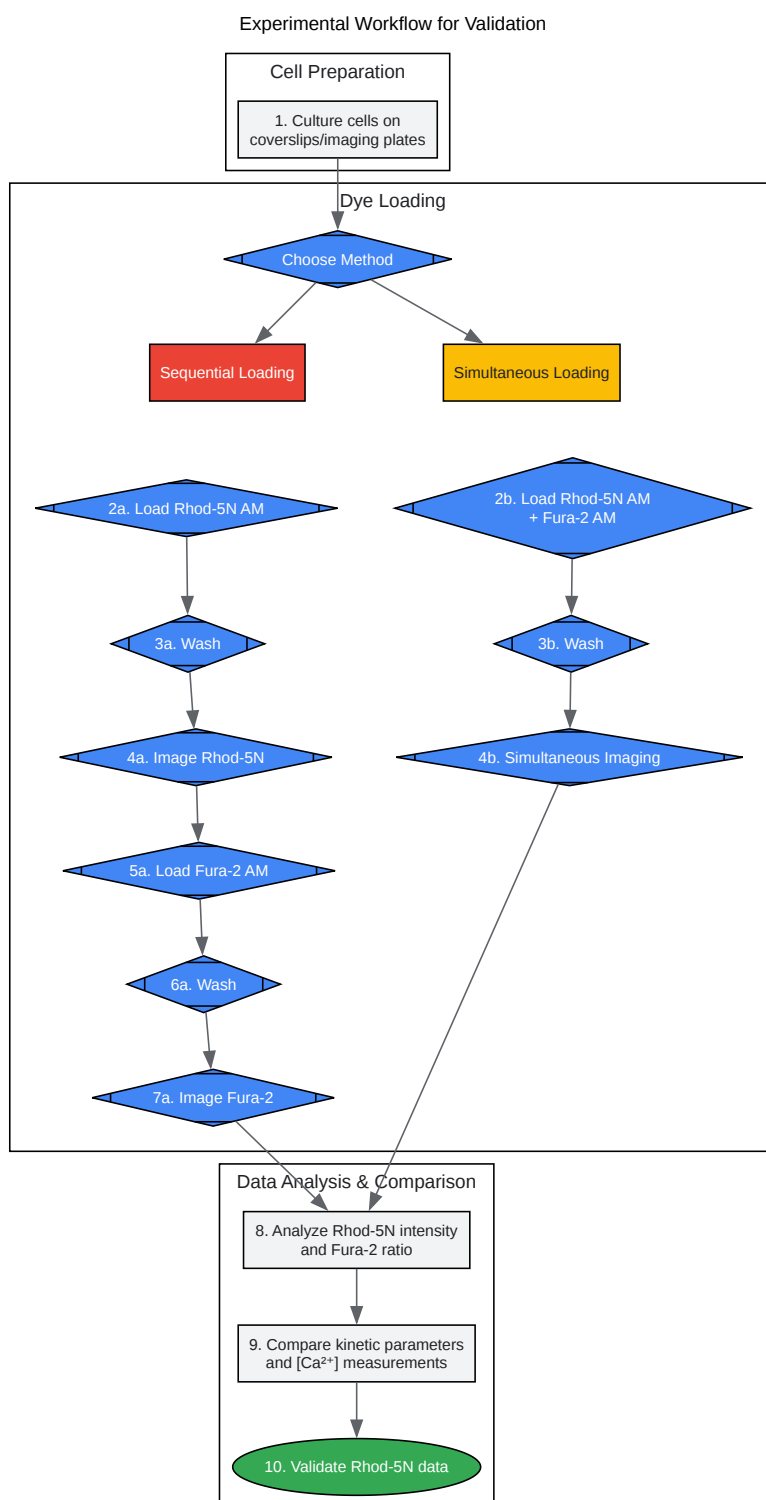 Experimental Workflow for Validation
Cell Preparation
1. Culture cells on
coverslips/imaging plates
Dye Loading
Choose Method
Sequential Loading
Simultaneous Loading
2a. Load Rhod-5N AM
2b. Load Rhod-5N AM
+ Fura-2 AM
3a. Wash
3b. Wash
4a. Image Rhod-5N
4b. Simultaneous Imaging
5a. Load Fura-2 AM
6a. Wash
7a. Image Fura-2
Data Analysis & Comparison
8. Analyze Rhod-5N intensity
and Fura-2 ratio
9. Compare kinetic parameters
and [Ca²⁺] measurements
10. Validate Rhod-5N data